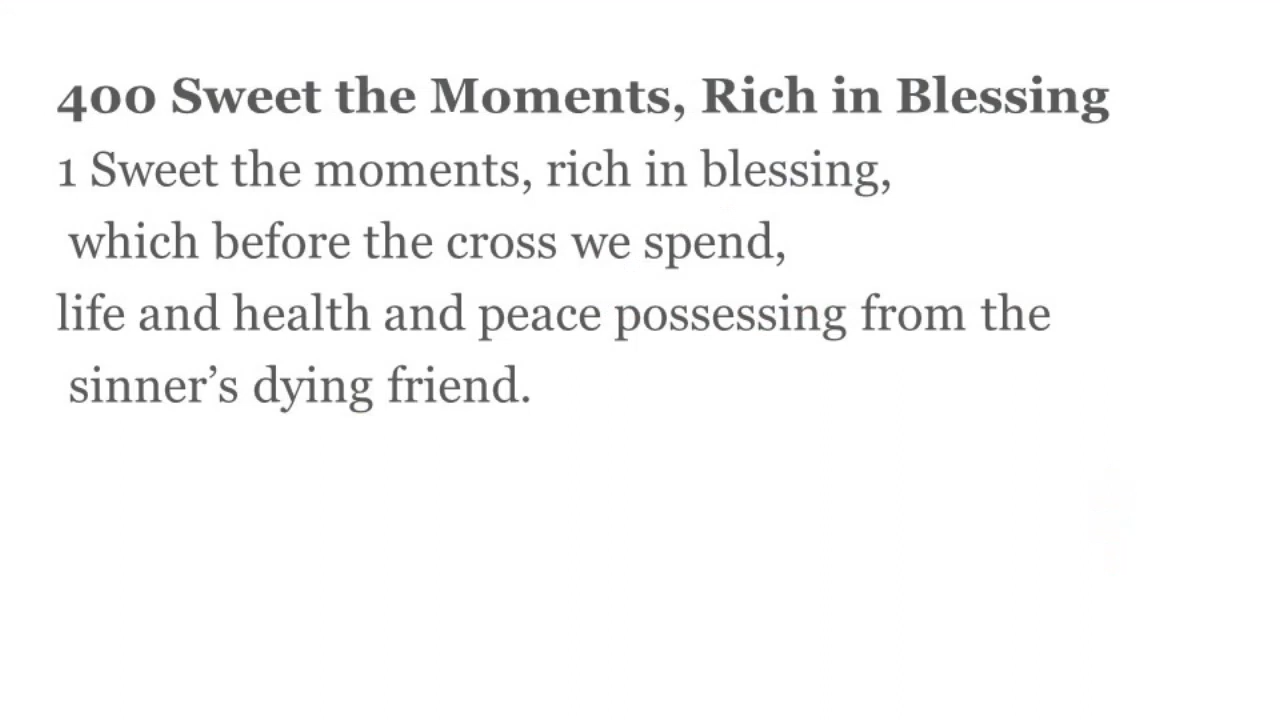 400 Sweet the Moments, Rich in Blessing
1 Sweet the moments, rich in blessing,
which before the cross we spend,
life and health and peace possessing from the
sinner’s dying friend.